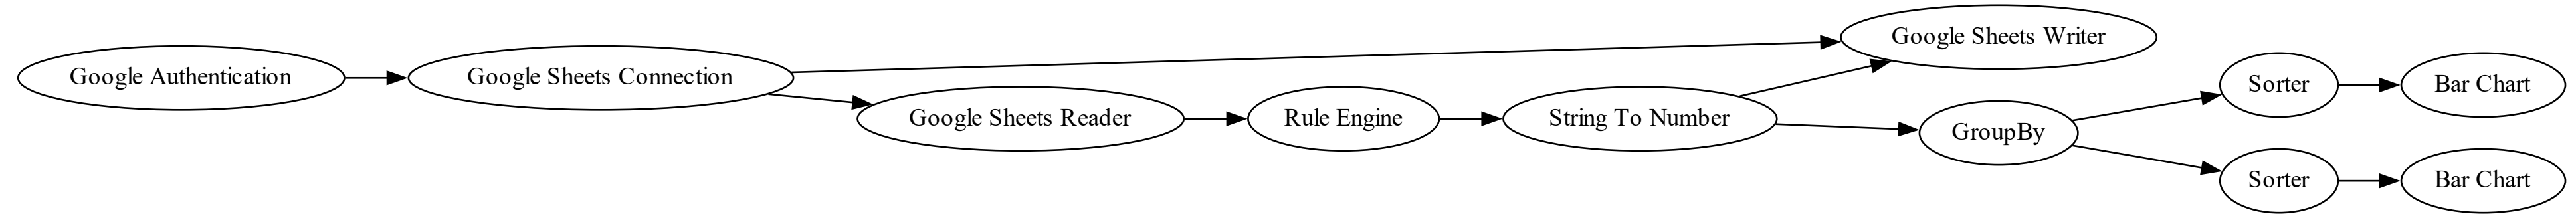 Google Authentication
Google Sheets Connection
Google Sheets Writer
Google Sheets Reader
Rule Engine
String To Number
GroupBy
Sorter
Bar Chart
Sorter
Bar Chart